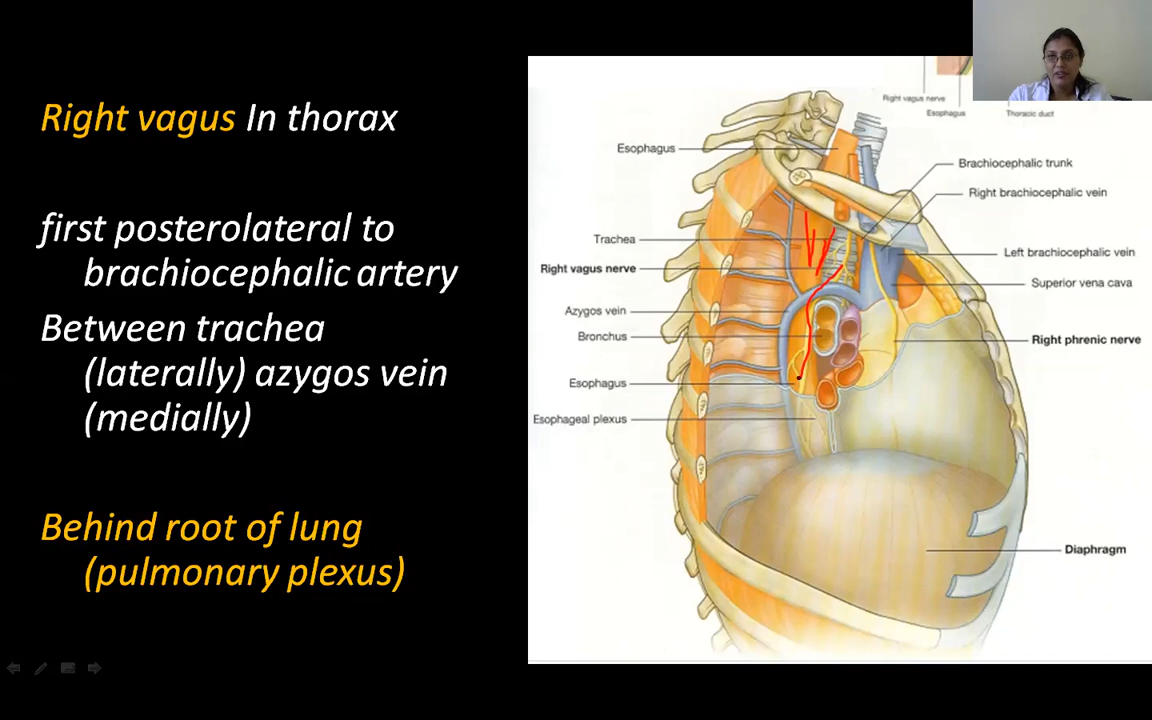 Right vagus In thorax
first posterolateral to
brachiocephalic artery
Between trachea
(laterally) azygos vein
(medially)
Behind root of lung
(pulmonary plexus)
Right vagus nerve
Esophagus
Thoracic duct
Esophagus
Trachea
Right vagus nerve
Azygos vein
Bronchus
Esophagus
Esophageal plexus
Brachiocephalic trunk
Right brachiocephalic vein
Left brachiocephalic vein
Superior vena cava
Right phrenic nerve
Diaphragm